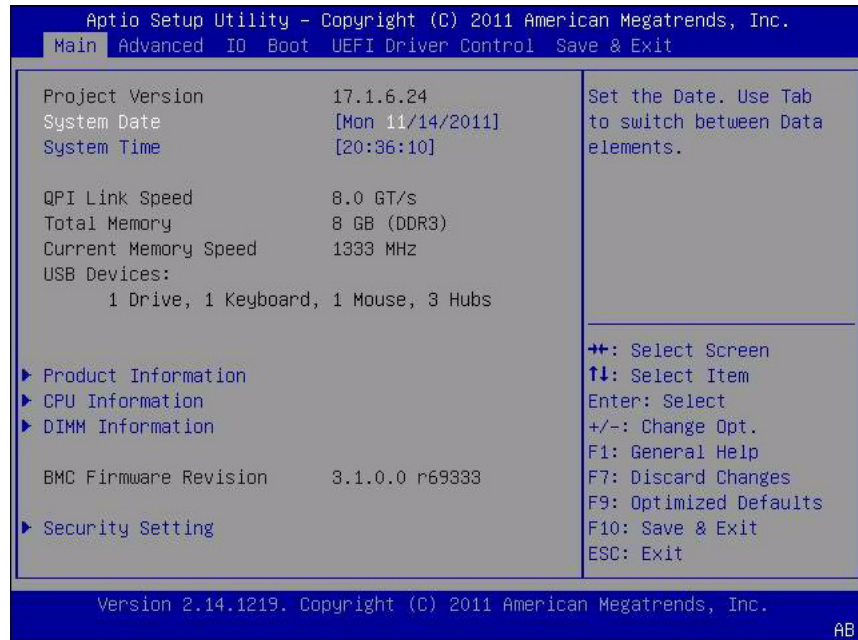 Aptio Setup Utility – Copyright (C) 2011 American Megatrends, Inc.
Main Advanced IO Boot UEFI Driver Control Save & Exit
Project Version 17.1.6.24
System Date [Mon 11/14/2011]
System Time [20:36:10]
QPI Link Speed 8.0 GT/s
Total Memory 8 GB (DDR3)
Current Memory Speed 1333 MHz
USB Devices:
1 Drive, 1 Keyboard, 1 Mouse, 3 Hubs
▶ Product Information
▶ CPU Information
▶ DIMM Information
BMC Firmware Revision 3.1.0.0 r69333
▶ Security Setting
Set the Date. Use Tab
to switch between Data
elements.
→←: Select Screen
↑↓: Select Item
Enter: Select
+/-: Change Opt.
F1: General Help
F7: Discard Changes
F9: Optimized Defaults
F10: Save & Exit
ESC: Exit
Version 2.14.1219. Copyright (C) 2011 American Megatrends, Inc.
AB